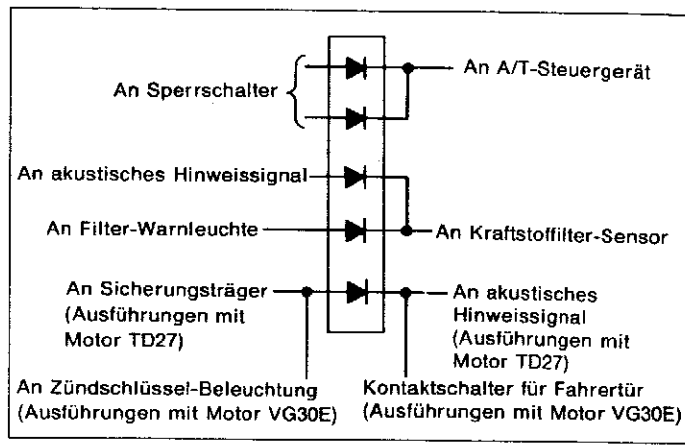 An Sperrschalter
An A/T-Steuergerät
An akustisches Hinweissignal
An Filter-Warnleuchte
An Kraftstoffilter-Sensor
An Sicherungsträger
(Ausführungen mit
Motor TD27)
An akustisches
Hinweissignal
(Ausführungen mit
Motor TD27)
An Zündschlüssel-Beleuchtung
(Ausführungen mit Motor VG30E)
Kontaktschalter für Fahrertür
(Ausführungen mit Motor VG30E)